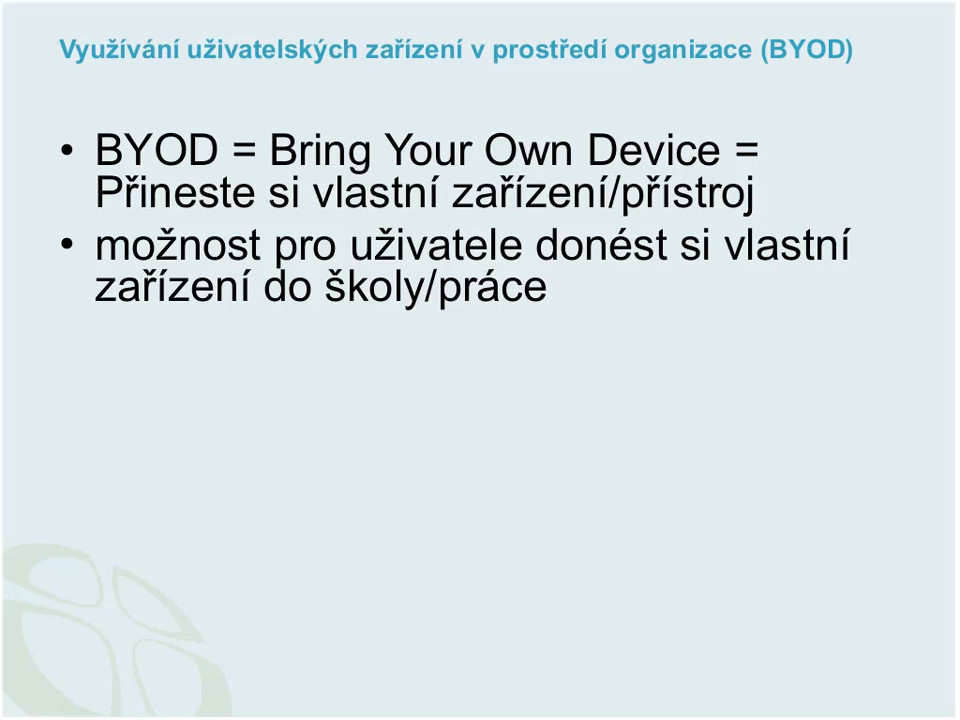 Využívání uživatelských zařízení v prostředí organizace (BYOD)
• BYOD = Bring Your Own Device =
Přineste si vlastní zařízení/přístroj
• možnost pro uživatele donést si vlastní
zařízení do školy/práce